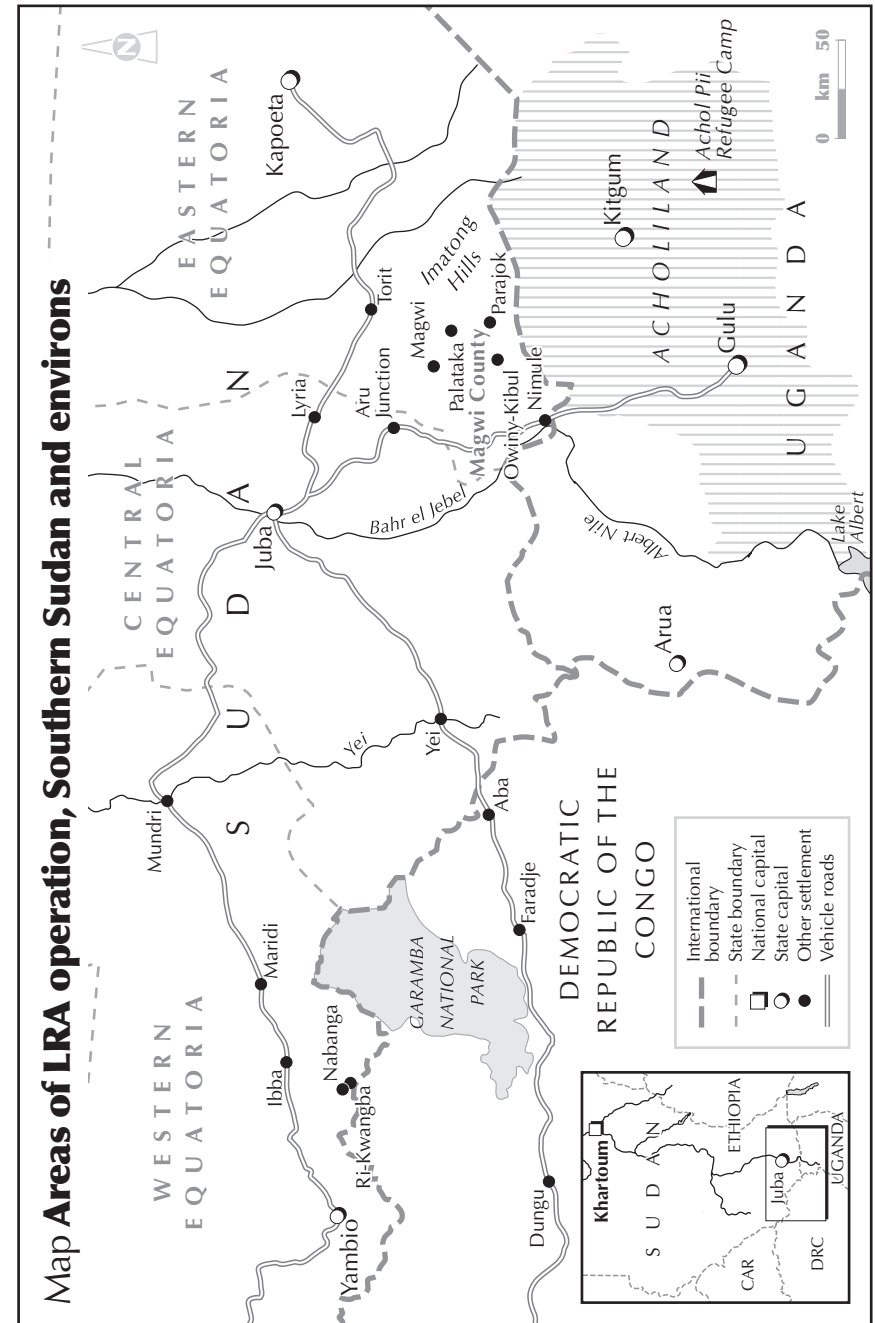 Map Areas of LRA operation, Southern Sudan and environs
N
WESTERN
EQUATORIA
CENTRAL
EQUATORIA
EASTERN
EQUATORIA
S U D A N
Mundri
Maridi
Ibba
Yambio
Nabanga
Ri-Kwangba
Juba
Lyria
Torit
Kapoeta
Aru
Junction
Magwi
Palataka
Magwi County
Owiny-Kibul
Parajok
Nimule
Imatong
Hills
Bahr el Jebel
Albert Nile
Yei
Yei
Aba
Faradje
Dungu
GARAMBA
NATIONAL
PARK
DEMOCRATIC
REPUBLIC OF THE
CONGO
Arua
Lake
Albert
ACHOLILAND
Kitgum
Gulu
Achol Pii
Refugee Camp
U G A N D A
0 km 50
International
boundary
State boundary
National capital
State capital
Other settlement
Vehicle roads
Khartoum
S U D A N
ETHIOPIA
CAR
Juba
DRC
UGANDA